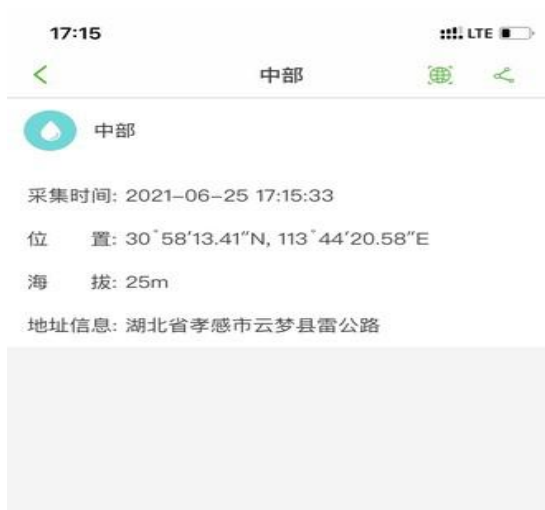 17:15 LTE
中部
中部
采集时间: 2021-06-25 17:15:33
位 置: 30°58′13.41″N, 113°44′20.58″E
海 拔: 25m
地址信息: 湖北省孝感市云梦县雷公路